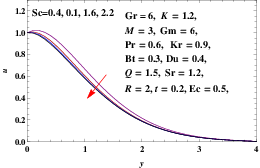 Sc=0.4, 0.1, 1.6, 2.2
Gr = 6, K = 1.2,
M = 3, Gm = 6,
Pr = 0.6, Kr = 0.9,
Bt = 0.3, Du = 0.4,
Q = 1.5, Sr = 1.2,
R = 2, t = 0.2, Ec = 0.5,
1.2
1.0
0.8
0.6
0.4
0.2
0.0
u
0 1 2 3 4
y